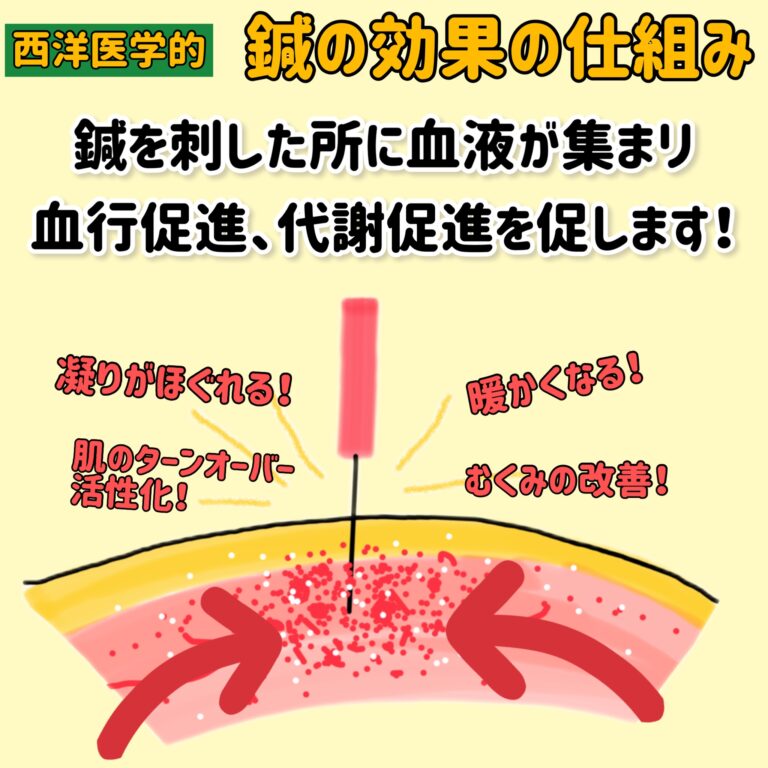 西洋医学的 鍼の効果の仕組み
鍼を刺した所に血液が集まり
血行促進、代謝促進を促します!
凝りがほぐれる!
暖かくなる!
肌のターンオーバー
活性化!
むくみの改善!